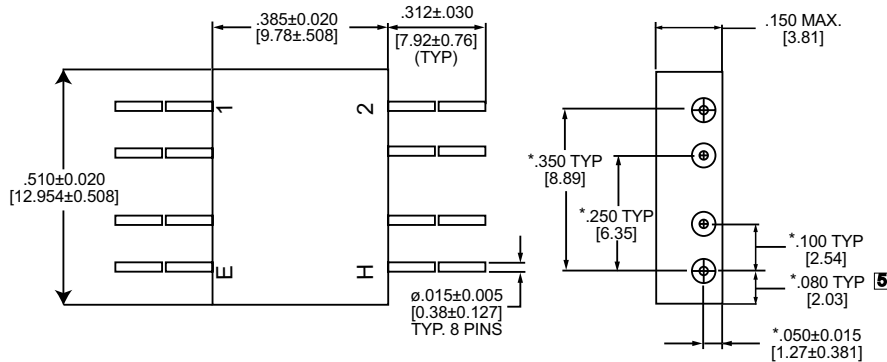 .385±0.020
[9.78±.508]
.312±.030
[7.92±0.76]
(TYP)
.150 MAX.
[3.81]
1
2
.510±0.020
[12.954±0.508]
E
H
ø.015±0.005
[0.38±0.127]
TYP. 8 PINS
*.350 TYP
[8.89]
*.250 TYP
[6.35]
*.100 TYP
[2.54]
*.080 TYP 5
[2.03]
*.050±0.015
[1.27±0.381]